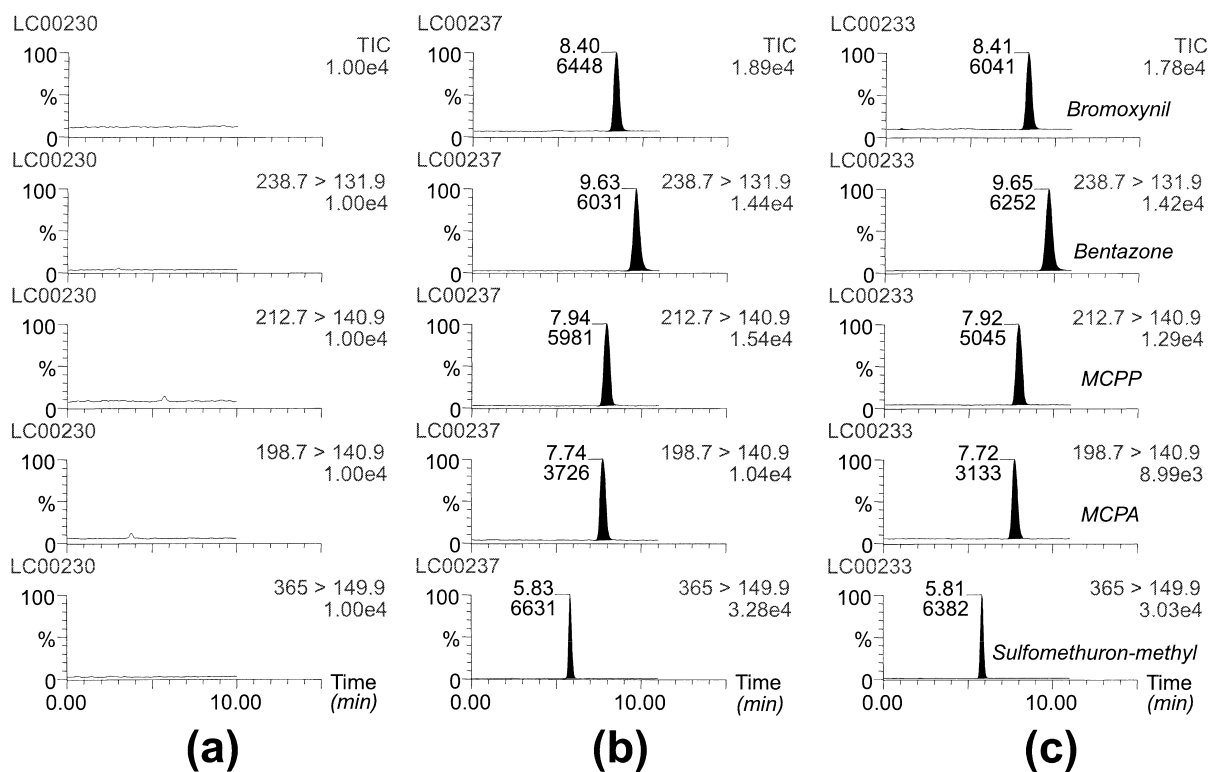 LC00230
TIC
1.00e4
100
%
0
LC00237
8.40
6448
TIC
1.89e4
100
%
0
LC00233
8.41
6041
TIC
1.78e4
100
%
0
Bromoxynil
LC00230
238.7 > 131.9
1.00e4
100
%
0
LC00237
9.63
6031
238.7 > 131.9
1.44e4
100
%
0
LC00233
9.65
6252
238.7 > 131.9
1.42e4
100
%
0
Bentazone
LC00230
212.7 > 140.9
1.00e4
100
%
0
LC00237
7.94
5981
212.7 > 140.9
1.54e4
100
%
0
LC00233
7.92
5045
212.7 > 140.9
1.29e4
100
%
0
MCPP
LC00230
198.7 > 140.9
1.00e4
100
%
0
LC00237
7.74
3726
198.7 > 140.9
1.04e4
100
%
0
LC00233
7.72
3133
198.7 > 140.9
8.99e3
100
%
0
MCPA
LC00230
365 > 149.9
1.00e4
100
%
0
Time
0.00 10.00 (min)
LC00237
5.83
6631
365 > 149.9
3.28e4
100
%
0
Time
0.00 10.00 (min)
LC00233
5.81
6382
365 > 149.9
3.03e4
100
%
0
Sulfomethuron-methyl
Time
0.00 10.00 (min)
(a) (b) (c)